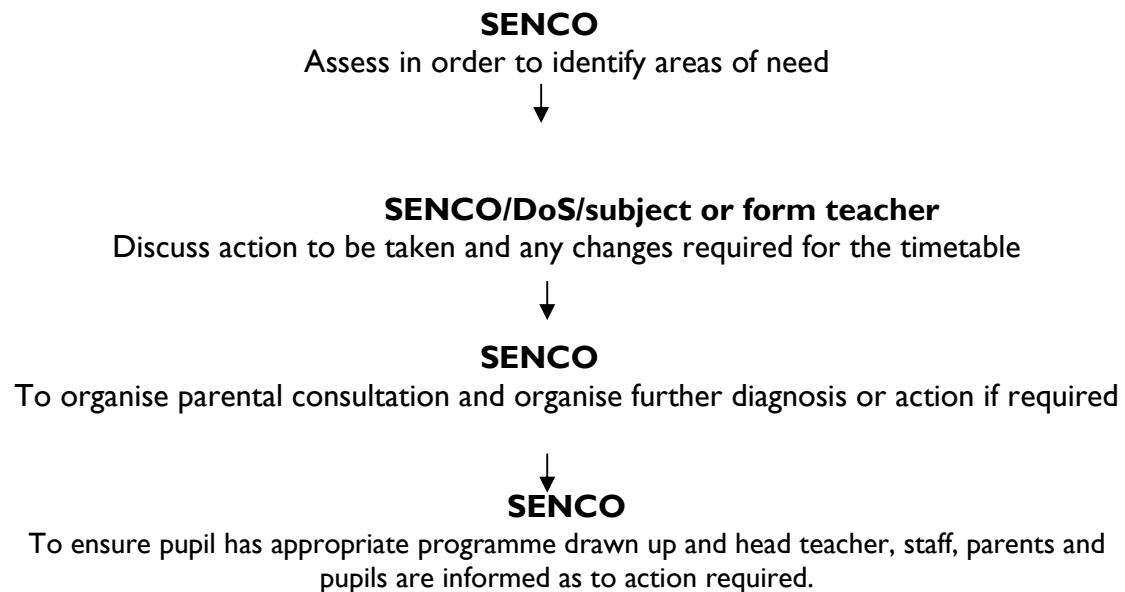 SENCO
Assess in order to identify areas of need
SENCO/DoS/subject or form teacher
Discuss action to be taken and any changes required for the timetable
SENCO
To organise parental consultation and organise further diagnosis or action if required
SENCO
To ensure pupil has appropriate programme drawn up and head teacher, staff, parents and
pupils are informed as to action required.